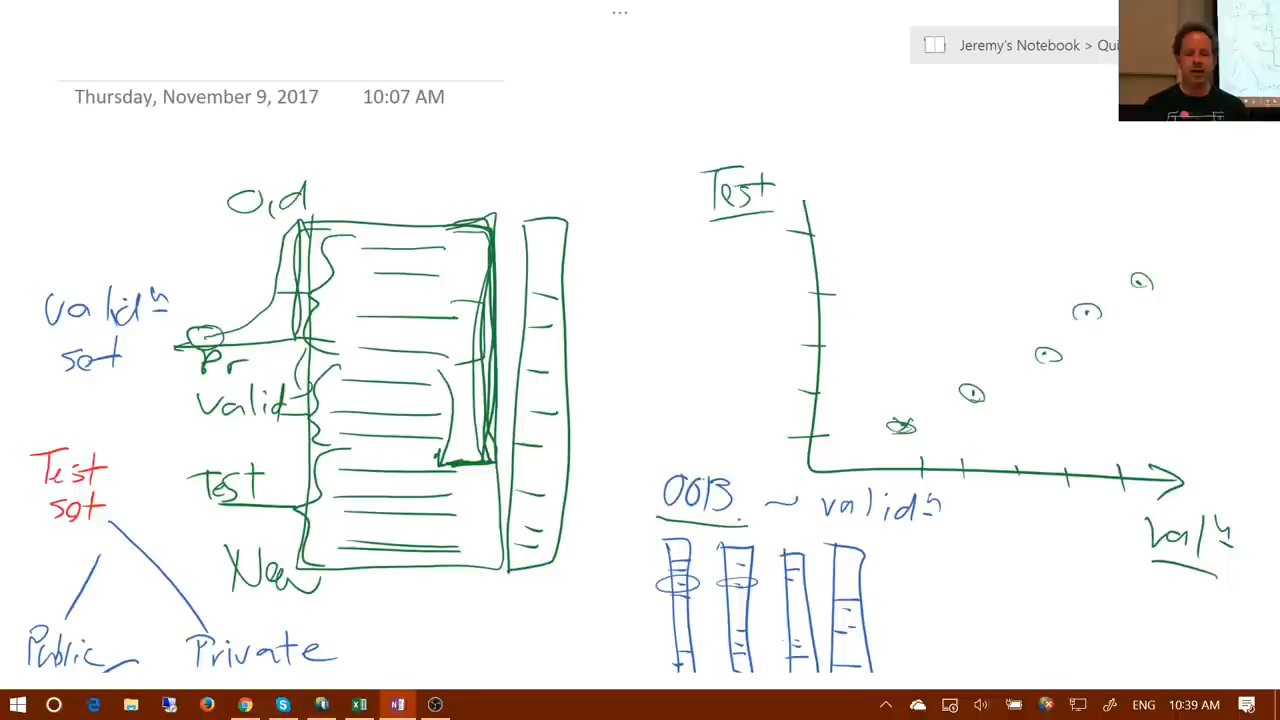 Jeremy's Notebook > Qui
Thursday, November 9, 2017 10:07 AM
Old
valid'n
set
Pr
valid
Test
set
Test
New
Public
Private
Test
val'n
OOB ~ valid'n
ENG 10:39 AM